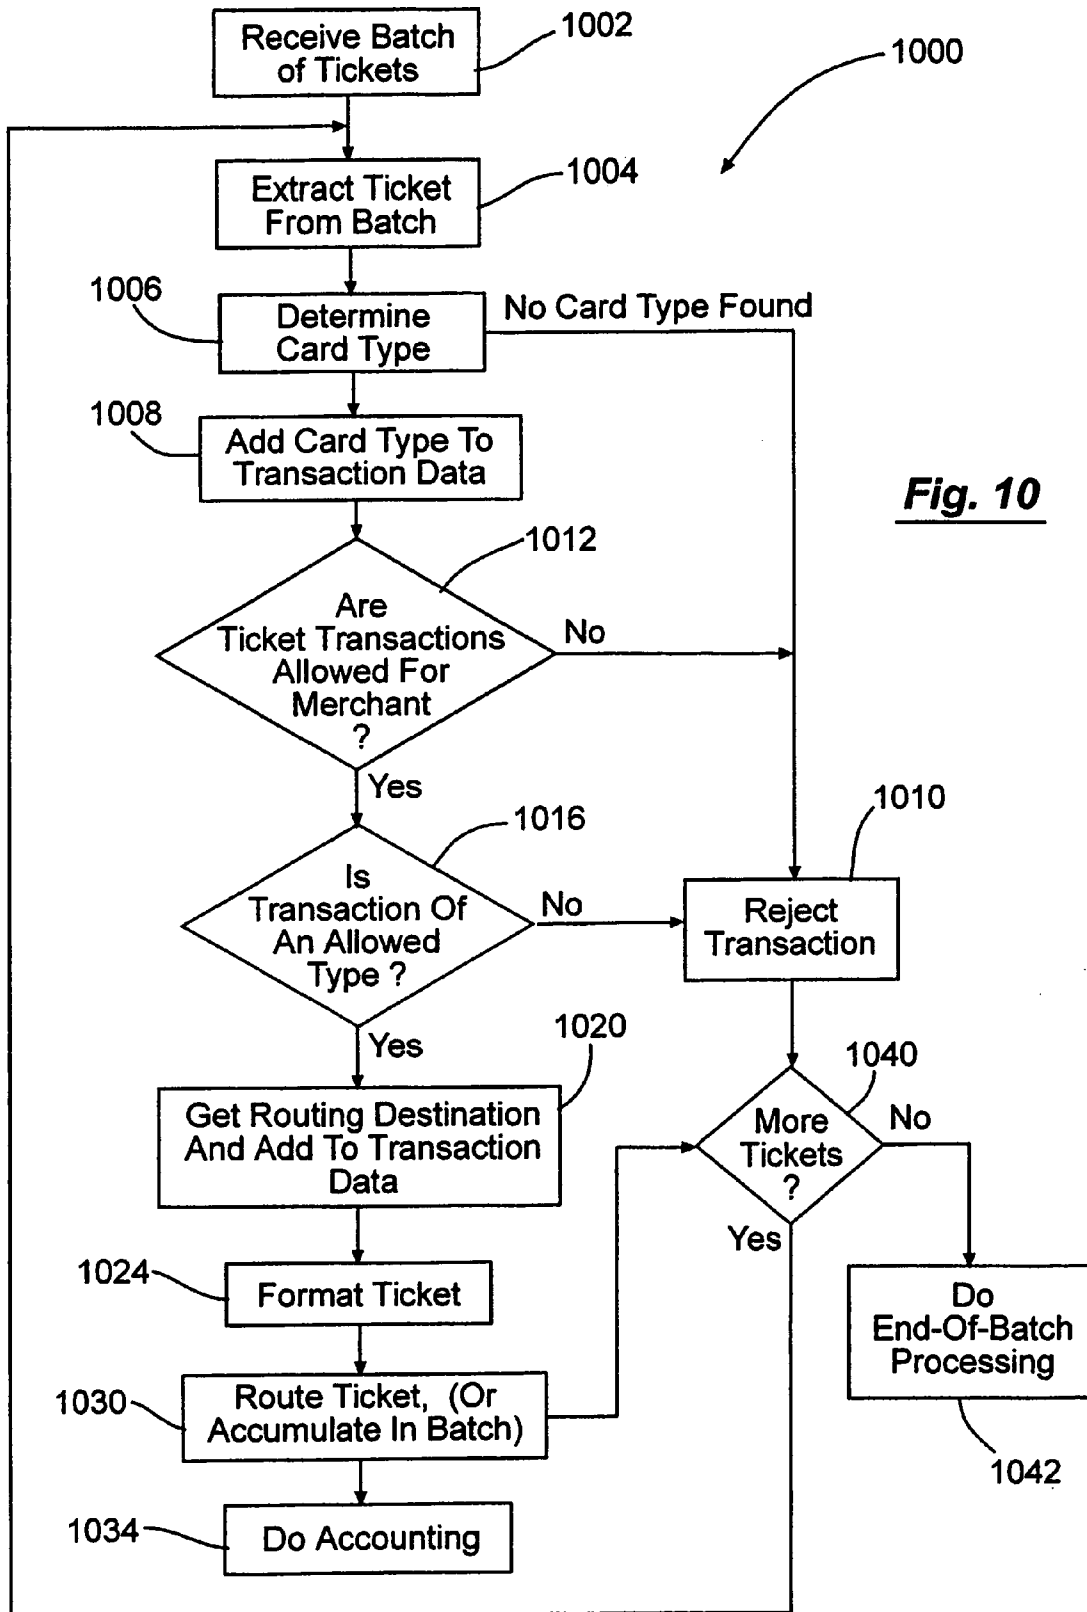 Receive Batch
of Tickets
1002
1000
Extract Ticket
From Batch
1004
1006
Determine
Card Type
No Card Type Found
1008
Add Card Type To
Transaction Data
Fig. 10
1012
Are
Ticket Transactions
Allowed For
Merchant
?
No
Yes
1016
Is
Transaction Of
An Allowed
Type ?
No
1010
Reject
Transaction
Yes
1020
Get Routing Destination
And Add To Transaction
Data
1040
More
Tickets
?
No
Yes
1024
Format Ticket
Do
End-Of-Batch
Processing
1030
Route Ticket, (Or
Accumulate In Batch)
1042
1034
Do Accounting